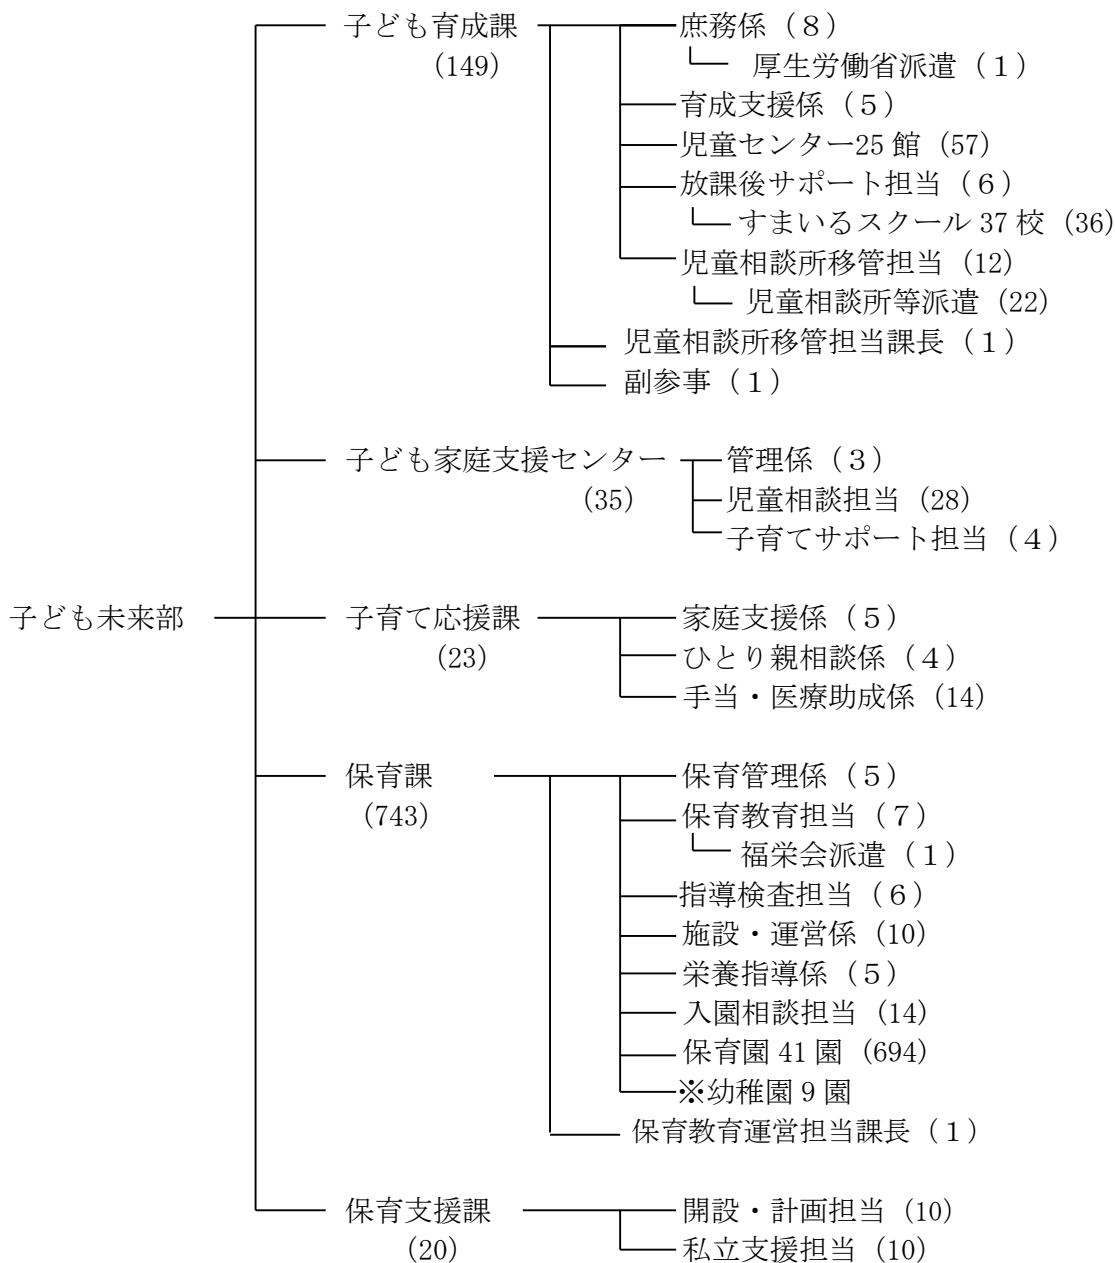 子ども育成課 庶務係（８）
(149) 厚生労働省派遣（１）
育成支援係（５）
児童センター25 館 (57)
放課後サポート担当（６）
すまいるスクール 37 校 (36)
児童相談所移管担当 (12)
児童相談所等派遣 (22)
児童相談所移管担当課長（１）
副参事（１）
子ども家庭支援センター 管理係（３）
(35) 児童相談担当 (28)
子育てサポート担当（４）
子ども未来部 子育て応援課 家庭支援係（５）
(23) ひとり親相談係（４）
手当・医療助成係 (14)
保育課 保育管理係（５）
(743) 保育教育担当（７）
福栄会派遣（１）
指導検査担当（６）
施設・運営係 (10)
栄養指導係（５）
入園相談担当 (14)
保育園 41 園 (694)
※幼稚園 9 園
保育教育運営担当課長（１）
保育支援課 開設・計画担当 (10)
(20) 私立支援担当 (10)